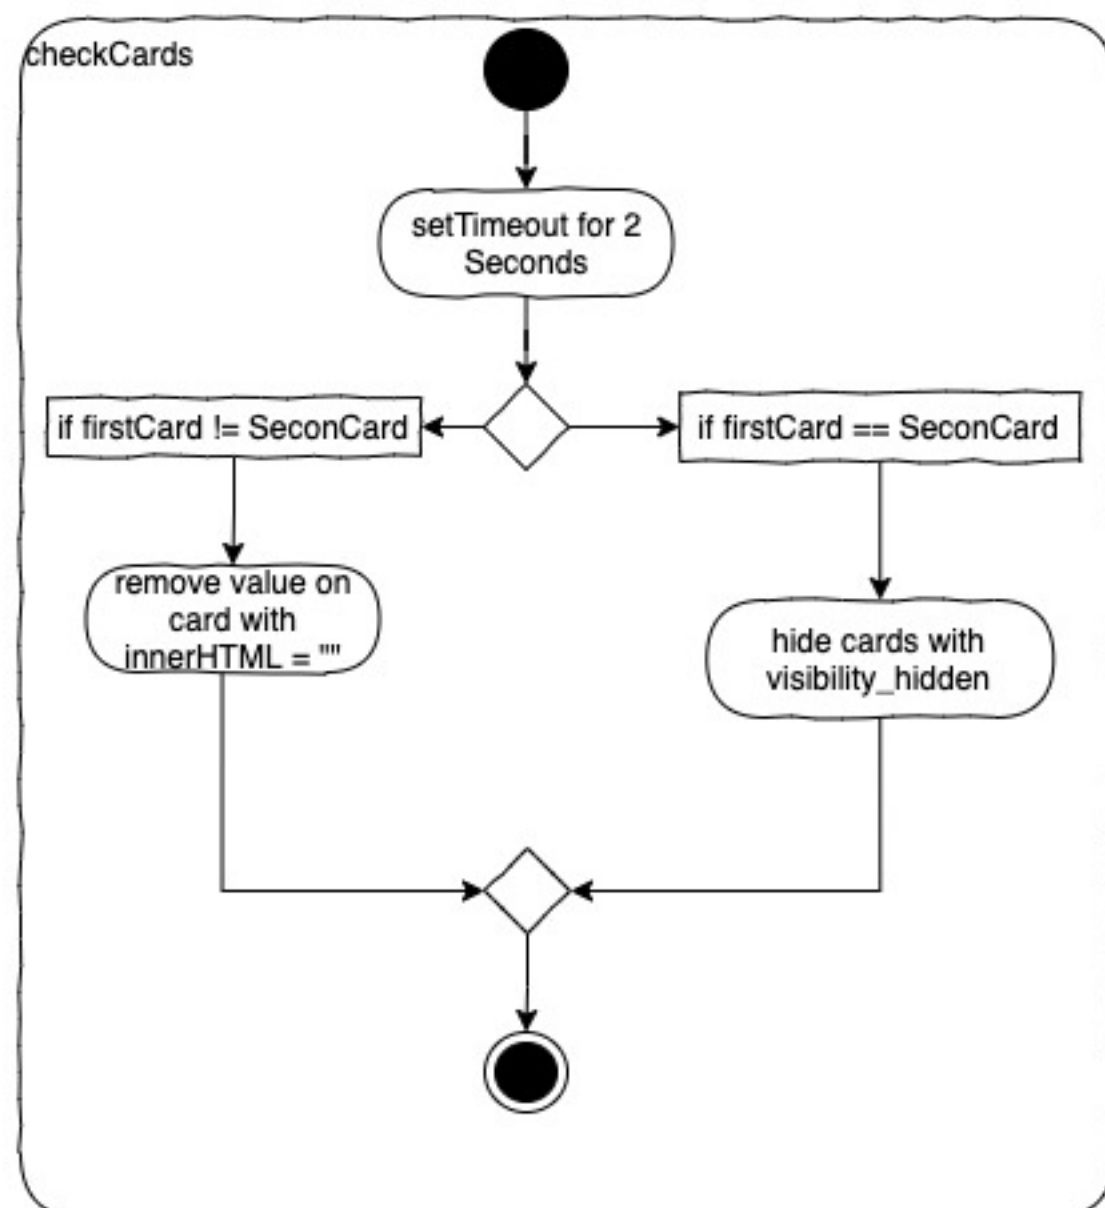 checkCards
setTimeout for 2
Seconds
if firstCard != SeconCard
if firstCard == SeconCard
remove value on
card with
innerHTML = ""
hide cards with
visibility_hidden